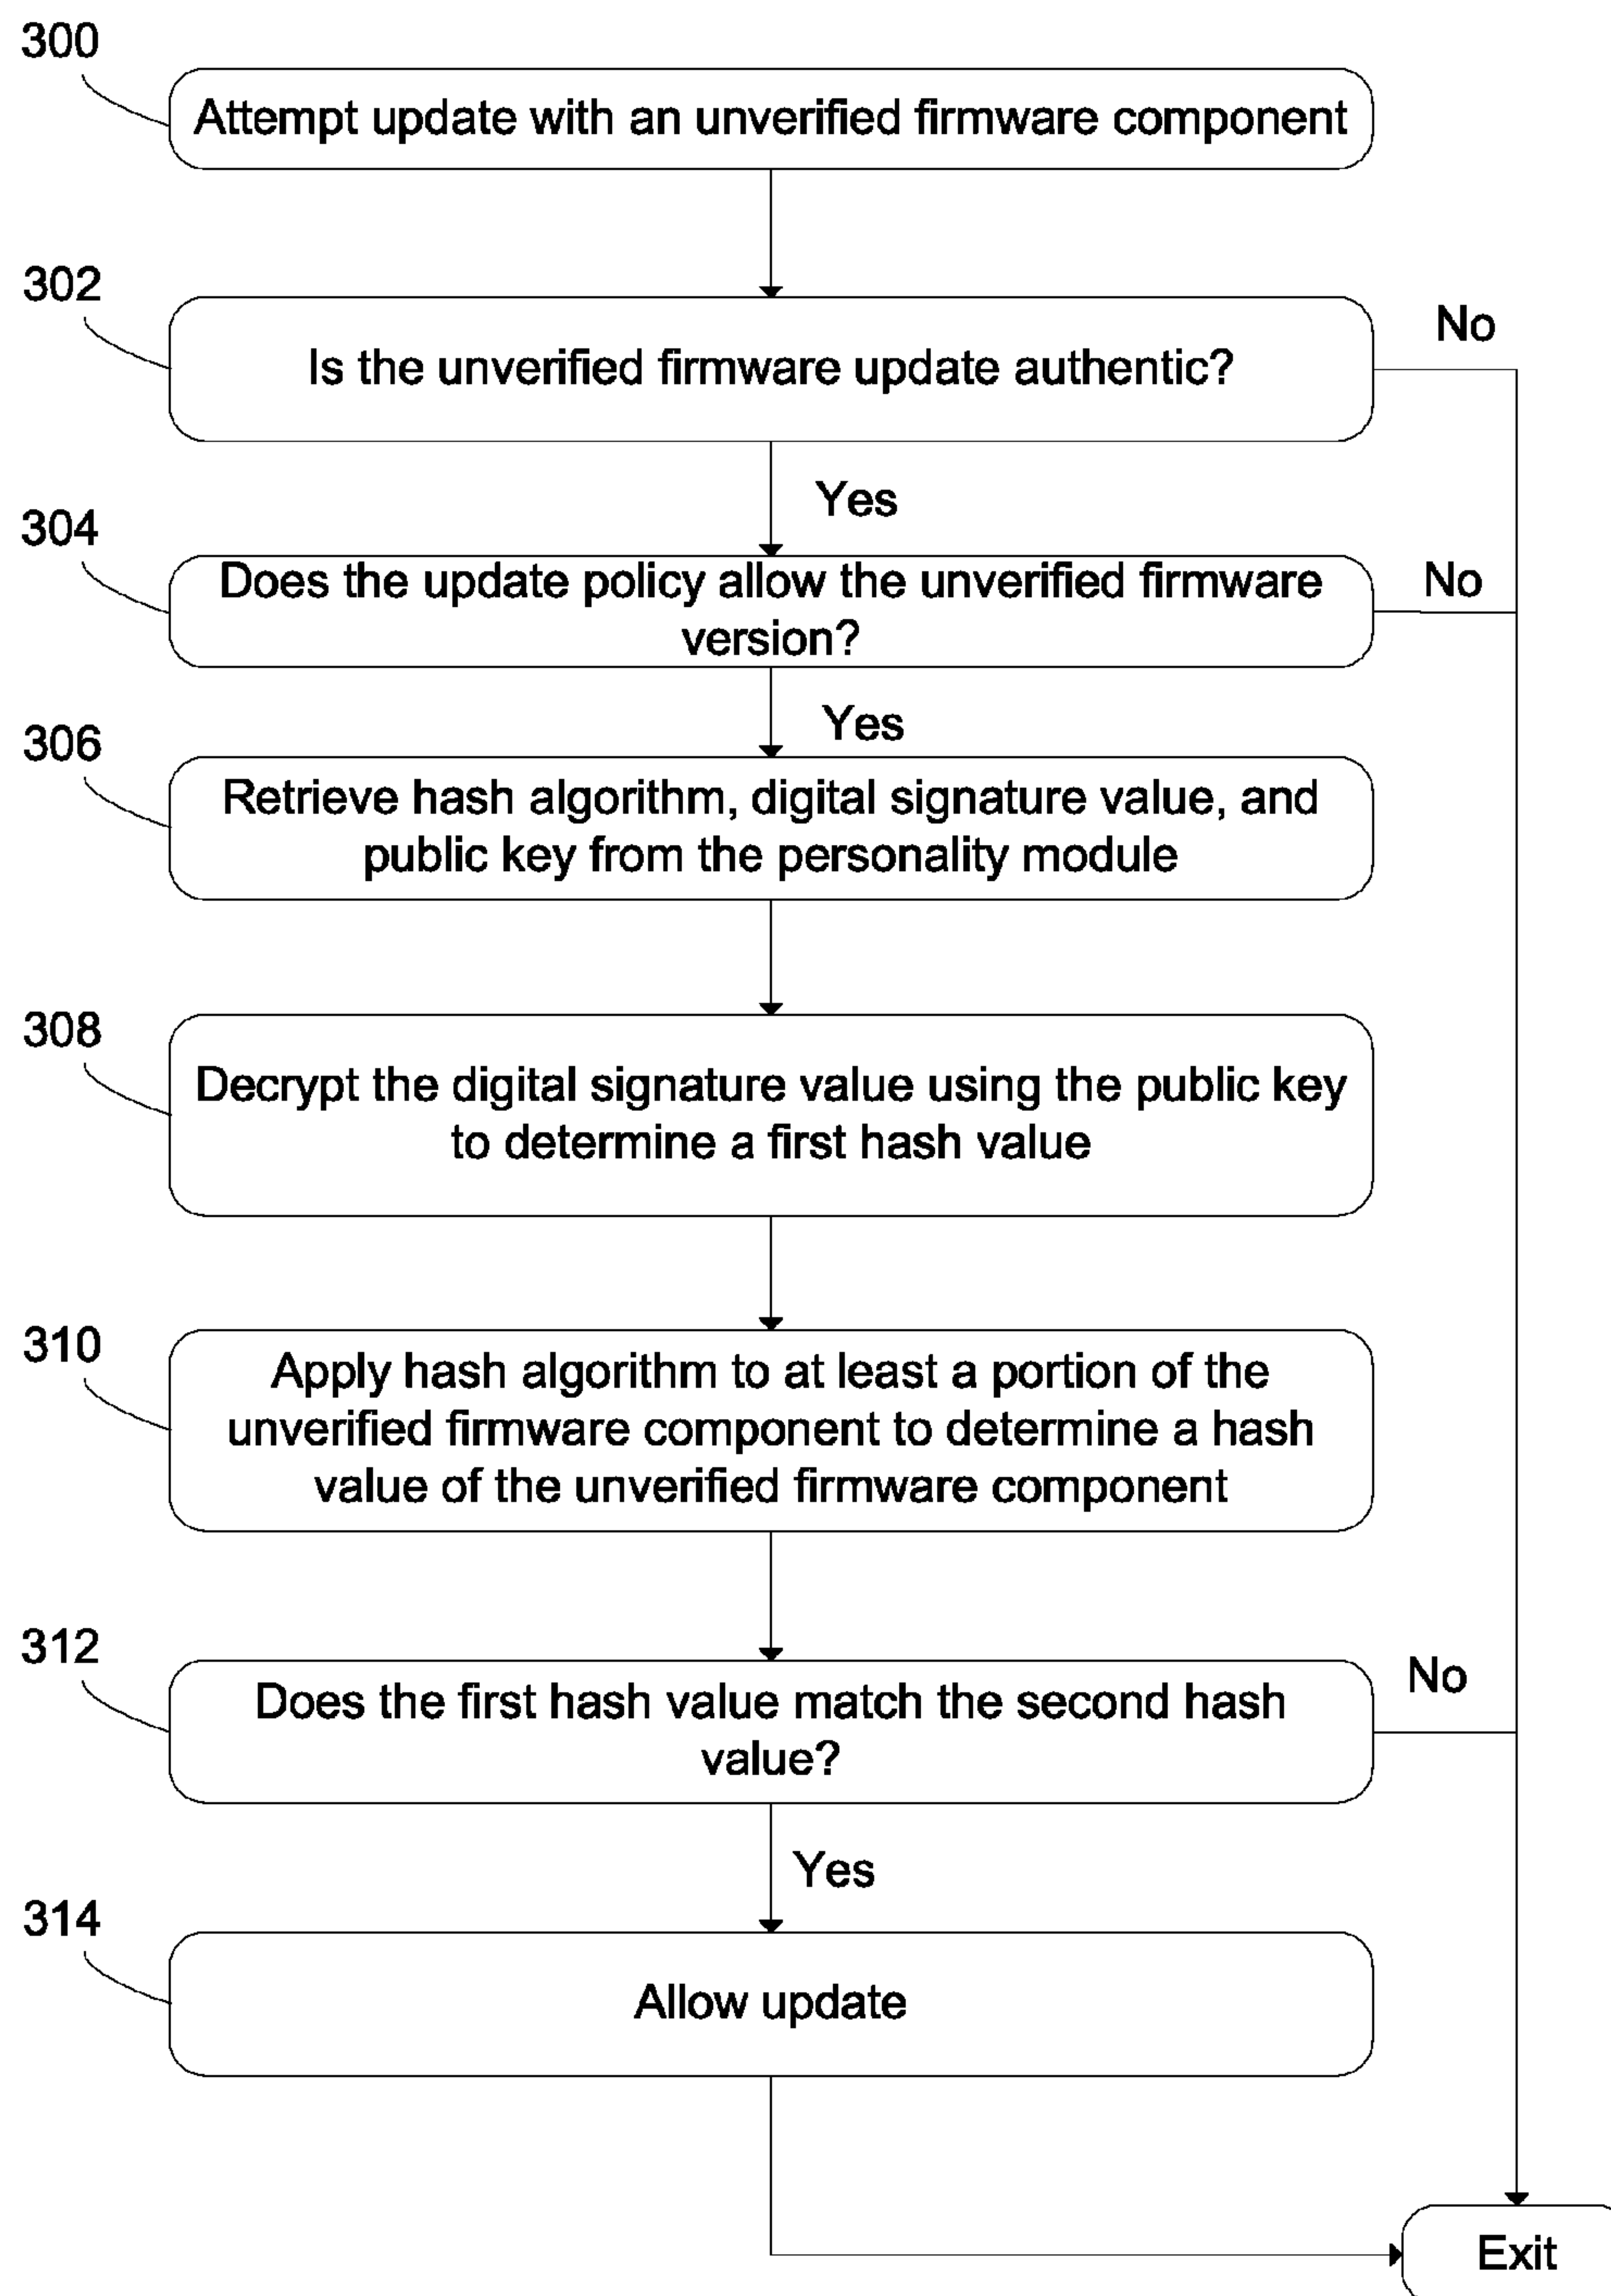 300
Attempt update with an unverified firmware component
302
No
Is the unverified firmware update authentic?
Yes
304
Does the update policy allow the unverified firmware
version?
No
Yes
306
Retrieve hash algorithm, digital signature value, and
public key from the personality module
308
Decrypt the digital signature value using the public key
to determine a first hash value
310
Apply hash algorithm to at least a portion of the
unverified firmware component to determine a hash
value of the unverified firmware component
312
No
Does the first hash value match the second hash
value?
Yes
314
Allow update
Exit